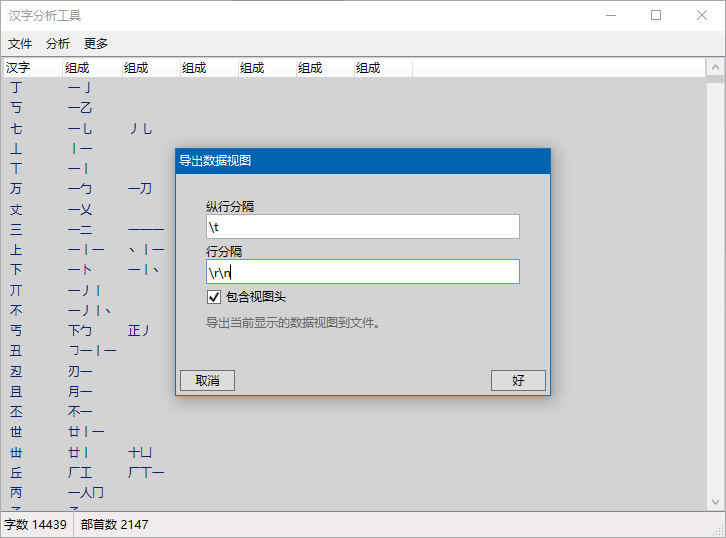 汉字分析工具
文件 分析 更多
汉字 组成 组成 组成 组成 组成 组成
丁 一亅
丂 一乙
七 一乚 丿乚
丄 丨一
丅 一丨
万 一勹 一刀
丈 一乂
三 一二 一一一
上 一丨一 丶丨一
下 一卜 一丨丶
丌 一丿丨
不 一丿丨丶
丐 下勹 正丿
丑 ㇆一丨一
刃一
且 月一
丕 不一
世 廿丨一
丗 廿丨 十凵
丘 厂工 厂丅一
丙 一人冂
导出数据视图
纵行分隔
\t
行分隔
\r\n
包含视图头
导出当前显示的数据视图到文件。
取消 好
字数 14439 部首数 2147